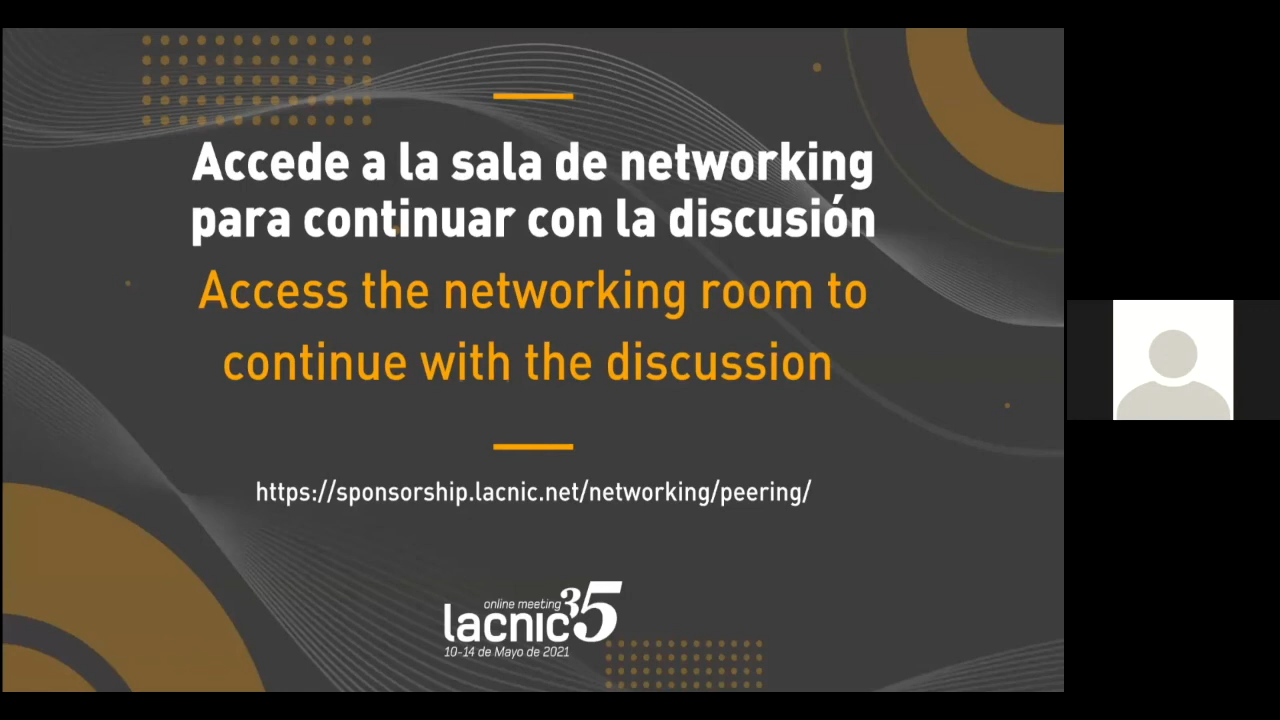 Accede a la sala de networking
para continuar con la discusión
Access the networking room to
continue with the discussion
https://sponsorship.lacnic.net/networking/peering/
online meeting
lacnic35
10-14 de Mayo de 2021